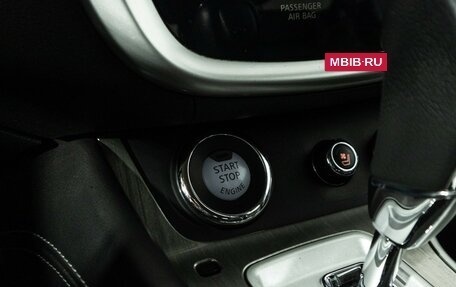 PASSENGER
AIR BAG
MBIB.RU
START
STOP
ENGINE